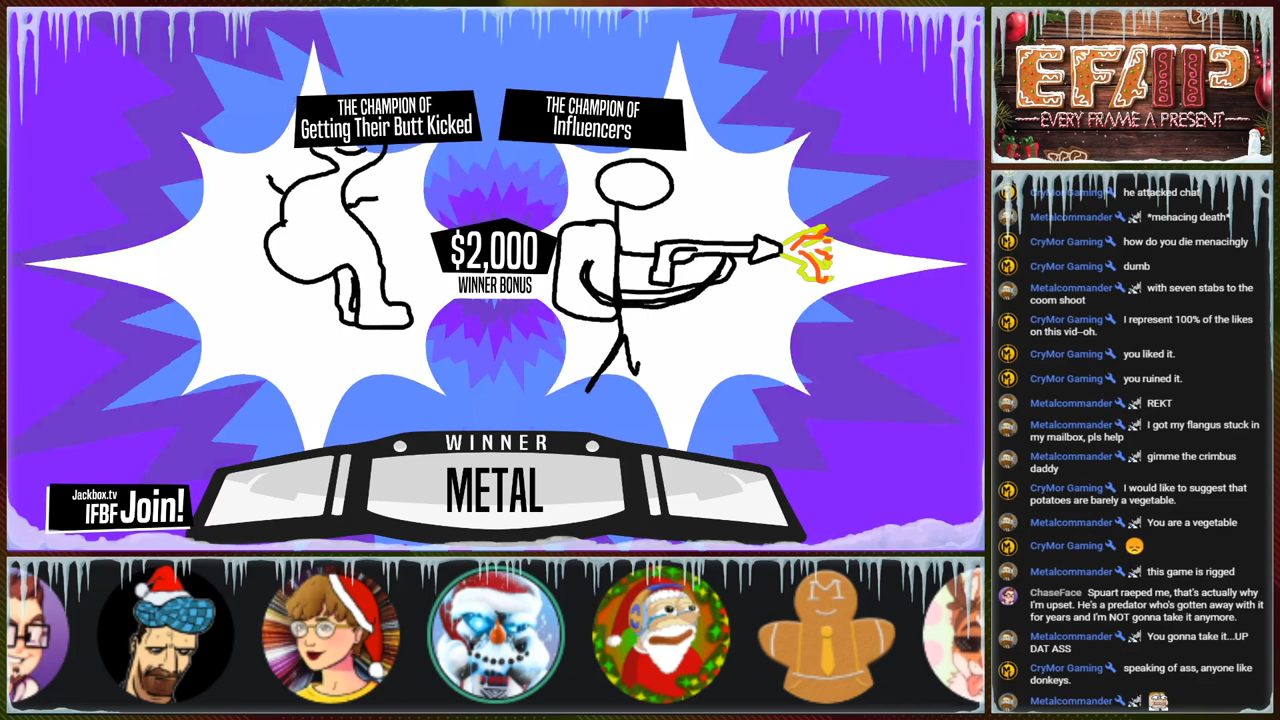 THE CHAMPION OF
Getting Their Butt Kicked
THE CHAMPION OF
Influencers
$2,000
WINNER BONUS
WINNER
METAL
Jackbox.tv
IFBF Join!
M
EFAP
EVERY FRAME A PRESENT
CryMor Gaming he attacked chat
Metalcommander *menacing death*
CryMor Gaming how do you die menacingly
CryMor Gaming dumb
Metalcommander with seven stabs to the
coom shoot
CryMor Gaming I represent 100% of the likes
on this vid--oh.
CryMor Gaming you liked it.
CryMor Gaming you ruined it.
Metalcommander REKT
Metalcommander I got my flangus stuck in
my mailbox, pls help
Metalcommander gimme the crimbus
daddy
CryMor Gaming I would like to suggest that
potatoes are barely a vegetable.
Metalcommander You are a vegetable
CryMor Gaming
Metalcommander this game is rigged
ChaseFace Spuart raeped me, that's actually why
I'm upset. He's a predator who's gotten away with it
for years and I'm NOT gonna take it anymore.
Metalcommander You gonna take it...UP
DAT ASS
CryMor Gaming speaking of ass, anyone like
donkeys.
Metalcommander